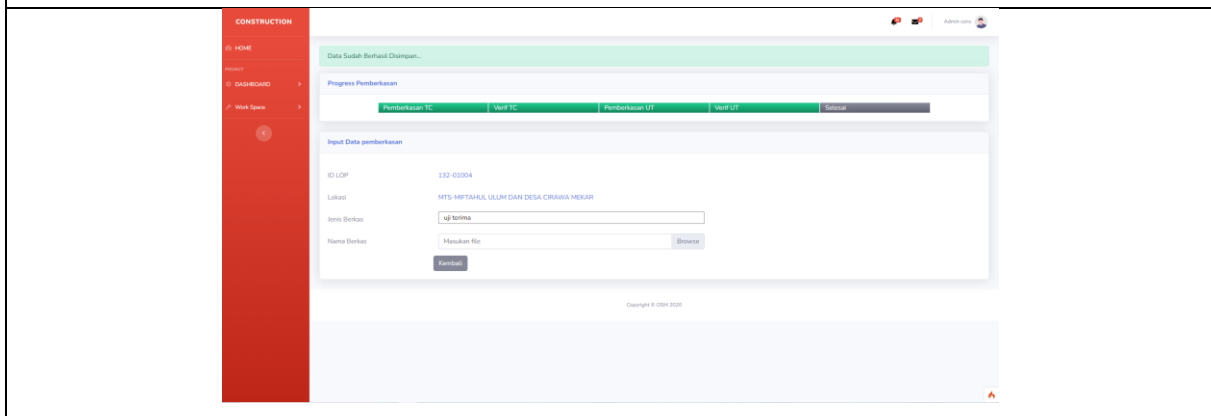 CONSTRUCTION
Admin cons
HOME
PROJECT
DASHBOARD
Work Space
Data Sudah Berhasil Disimpan..
Progress Pemberkasan
Pemberkasan TC
Verif TC
Pemberkasan UT
Verif UT
Selesai
Input Data pemberkasan
ID LOP
132-01004
Lokasi
MTS-MIFTAHUL ULUM DAN DESA CIRAWA MEKAR
Jenis Berkas
uji terima
Nama Berkas
Masukan file
Browse
Kembali
Copyright © OSM 2020